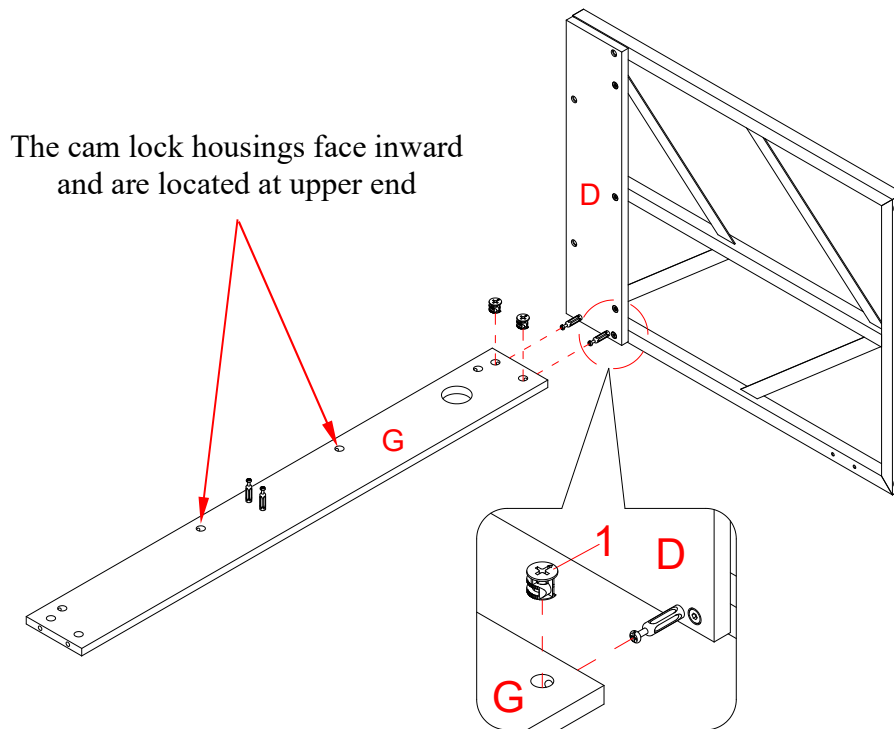 The cam lock housings face inward
and are located at upper end
D
G
1
D
G